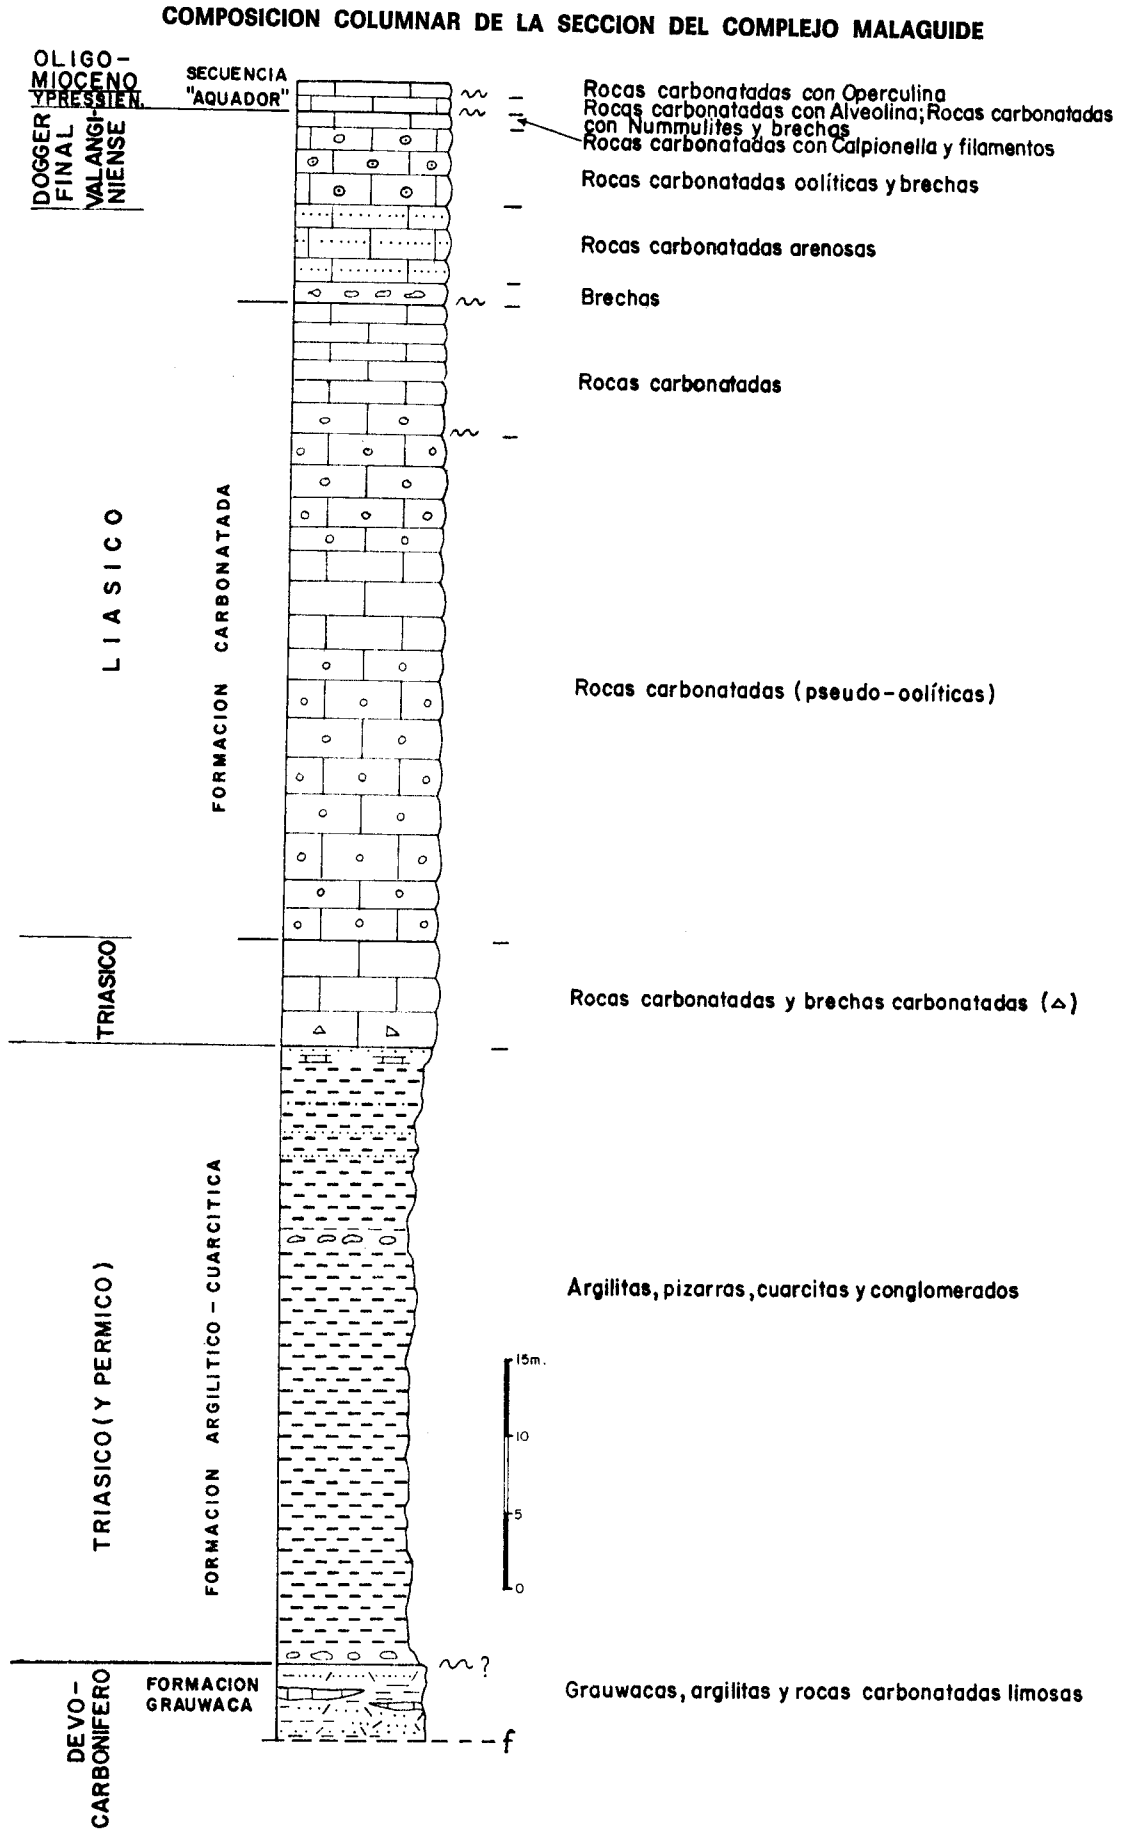 COMPOSICION COLUMNAR DE LA SECCION DEL COMPLEJO MALAGUIDE
OLIGO-
MIOCENO
YPRESSIEN.
SECUENCIA
"AQUADOR"
DOGGER
FINAL
VALANGI-
NIENSE
Rocas carbonatadas con Operculina
Rocas carbonatadas con Alveolina; Rocas carbonatadas
con Nummulites y brechas
Rocas carbonatadas con Calpionella y filamentos
Rocas carbonatadas oolíticas y brechas
Rocas carbonatadas arenosas
Brechas
LIASICO
FORMACION CARBONATADA
Rocas carbonatadas
Rocas carbonatadas (pseudo-oolíticas)
TRIASICO
Rocas carbonatadas y brechas carbonatadas (△)
TRIASICO (Y PERMICO)
FORMACION ARGILITICO-CUARCITICA
Argilitas, pizarras, cuarcitas y conglomerados
15m.
10
5
0
DEVO-
CARBONIFERO
FORMACION
GRAUWACA
?
Grauwacas, argilitas y rocas carbonatadas limosas
f